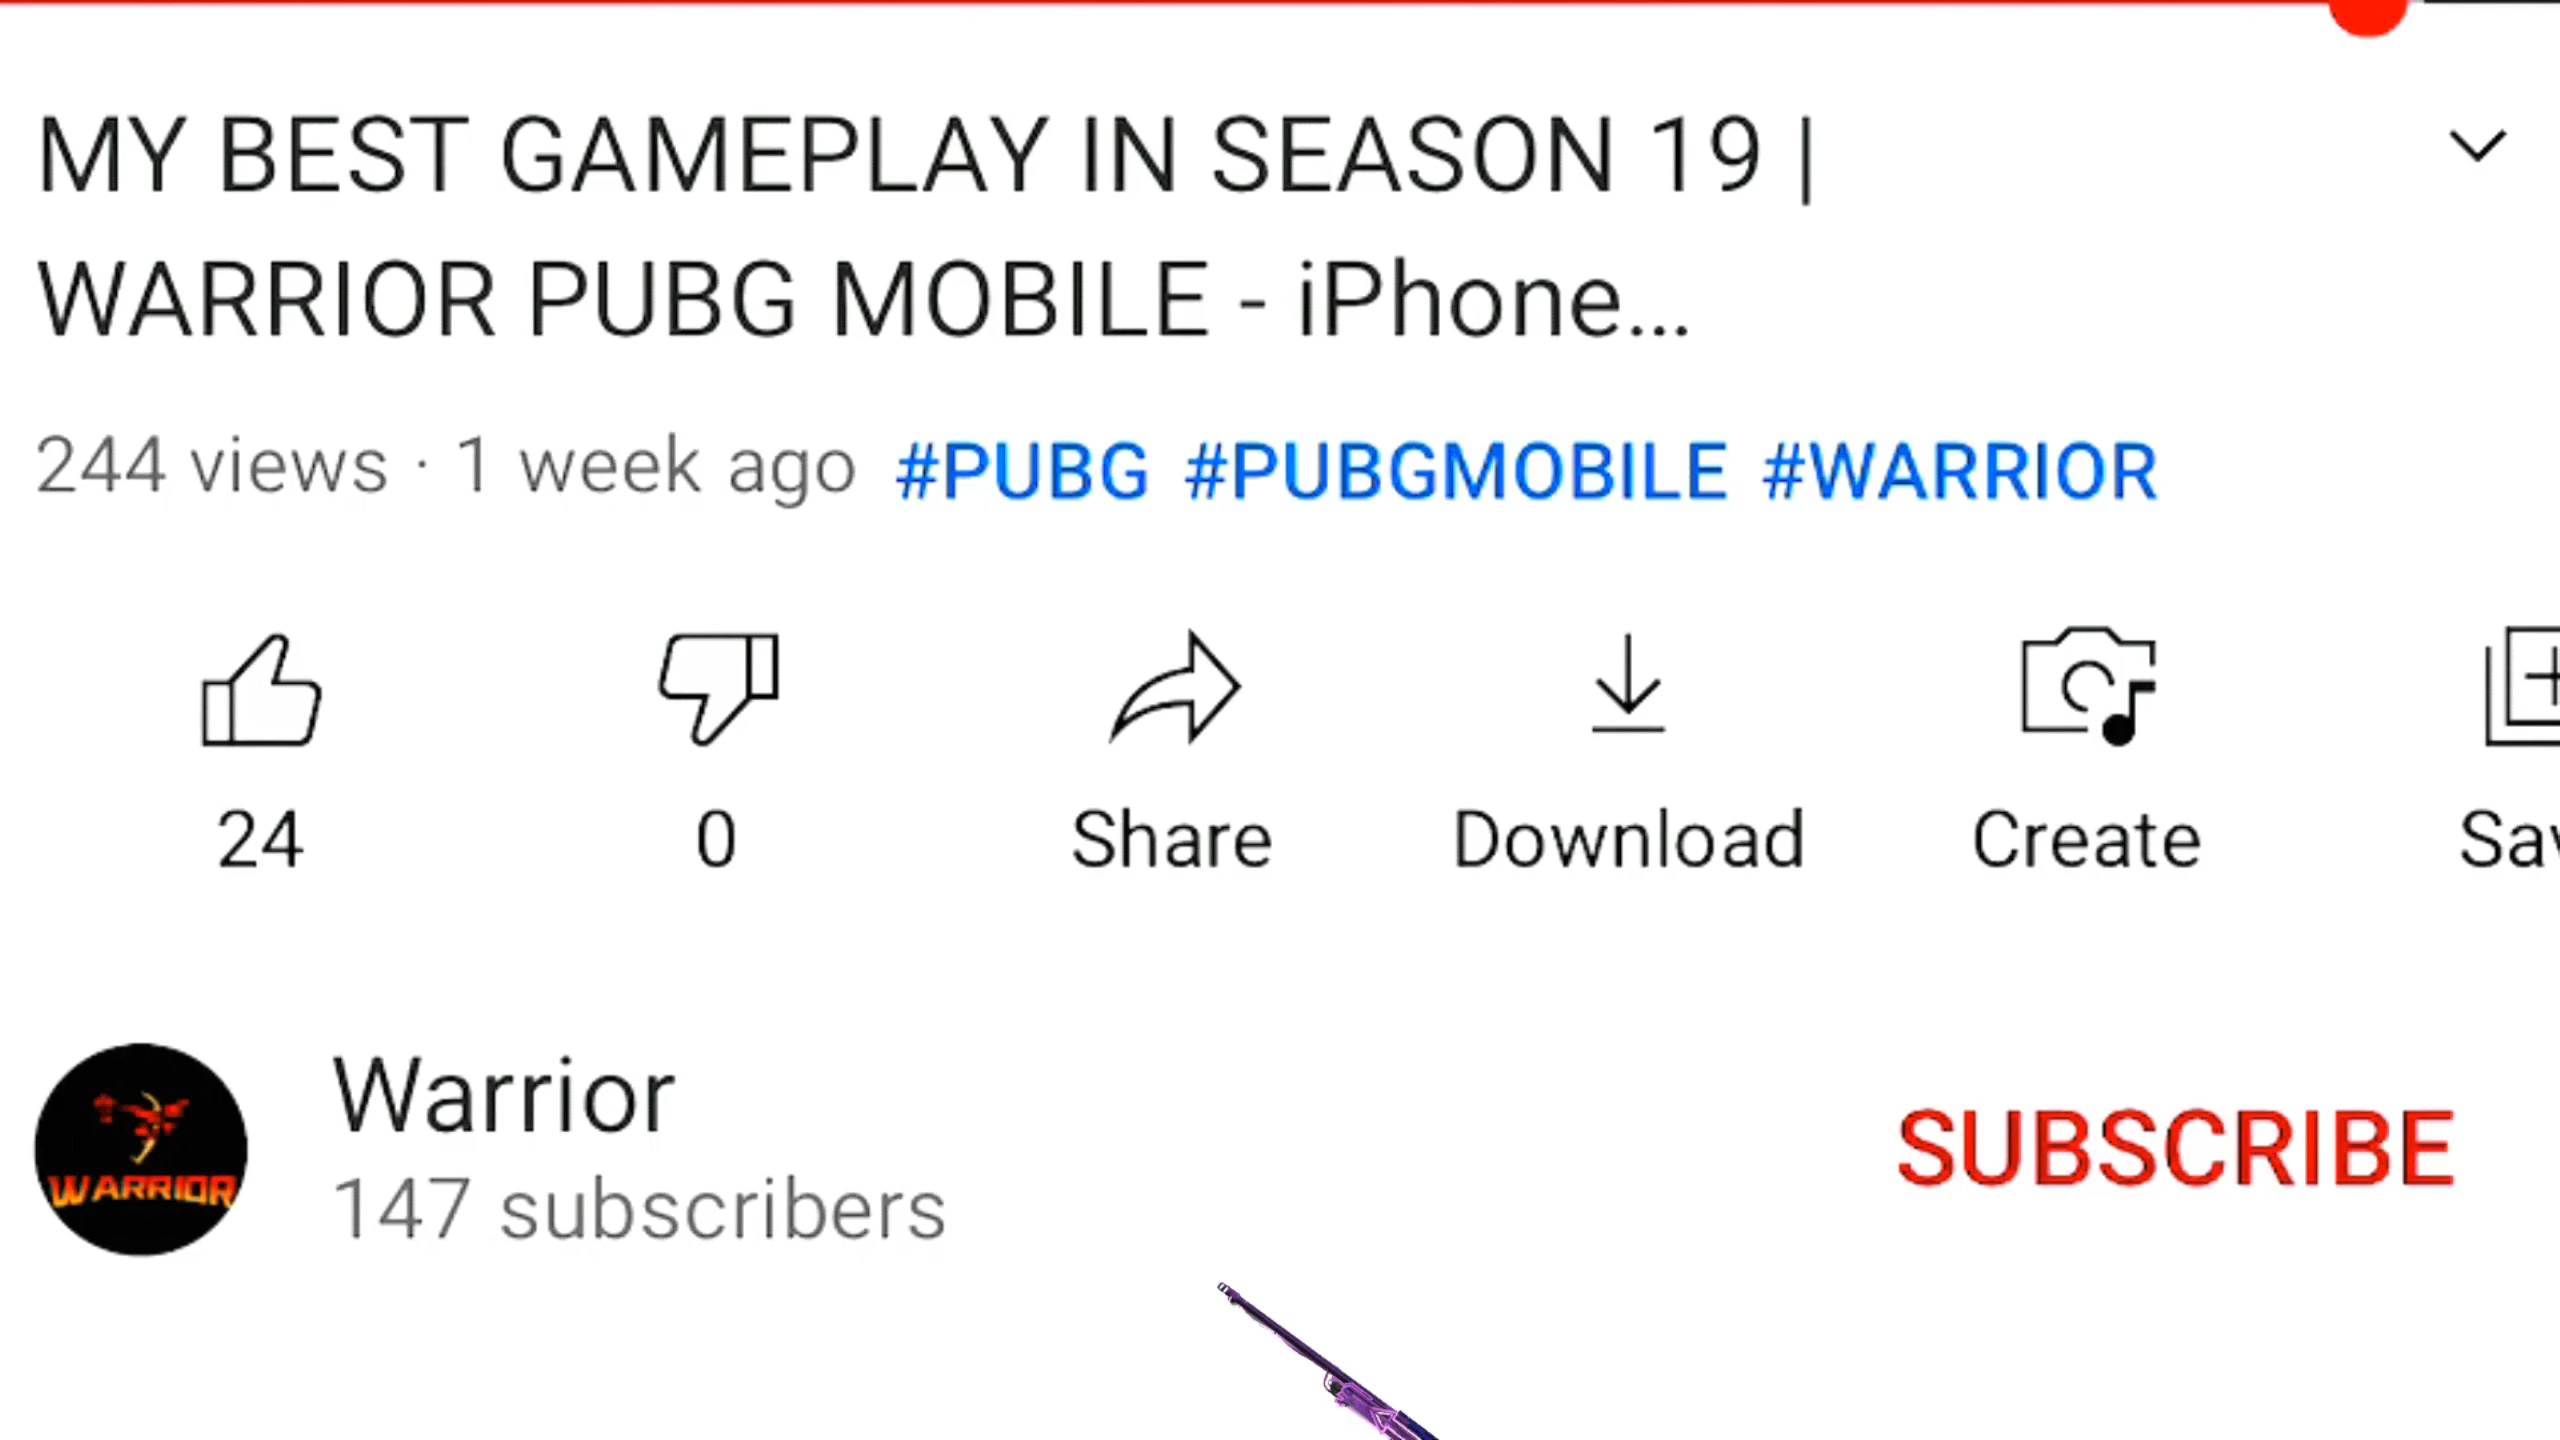 MY BEST GAMEPLAY IN SEASON 19 |
WARRIOR PUBG MOBILE - iPhone...
244 views · 1 week ago #PUBG #PUBGMOBILE #WARRIOR
24 0 Share Download Create Sav
Warrior
WARRIOR
147 subscribers
SUBSCRIBE